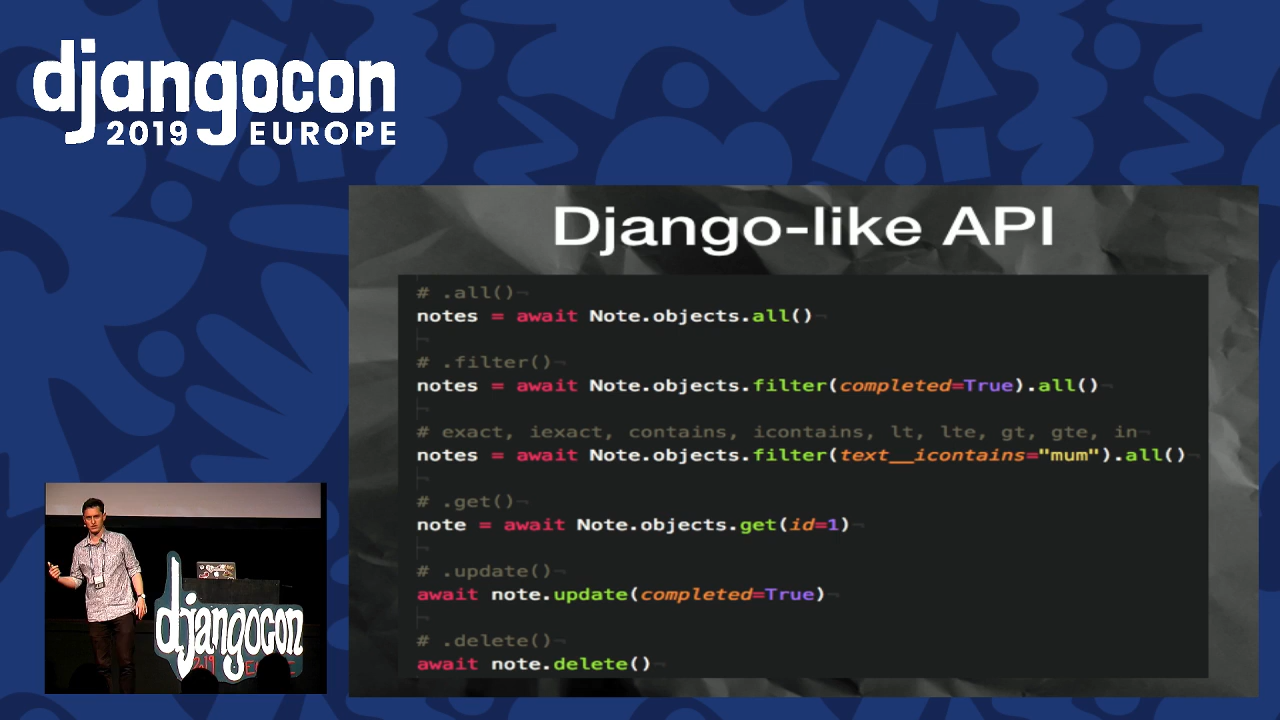 djangocon
2019 EUROPE
Django-like API
# .all()¬
notes = await Note.objects.all()¬
¬
# .filter()¬
notes = await Note.objects.filter(completed=True).all()¬
¬
# exact, iexact, contains, icontains, lt, lte, gt, gte, in¬
notes = await Note.objects.filter(text__icontains="mum").all()¬
¬
# .get()¬
note = await Note.objects.get(id=1)¬
¬
# .update()¬
await note.update(completed=True)¬
¬
# .delete()¬
await note.delete()¬
djangocon
2019